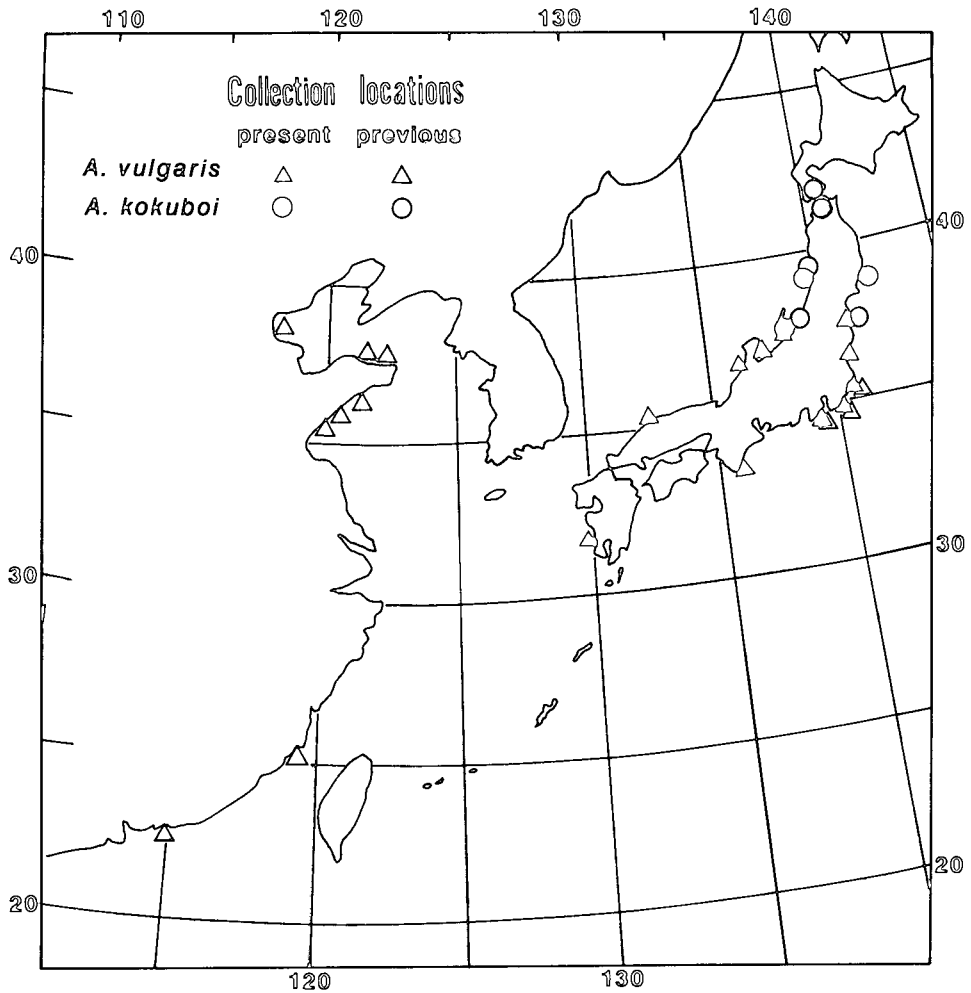 110 120 130 140
Collection locations
present previous
A. vulgaris
A. kokuboi
40 40
30 30
20 20
120 130